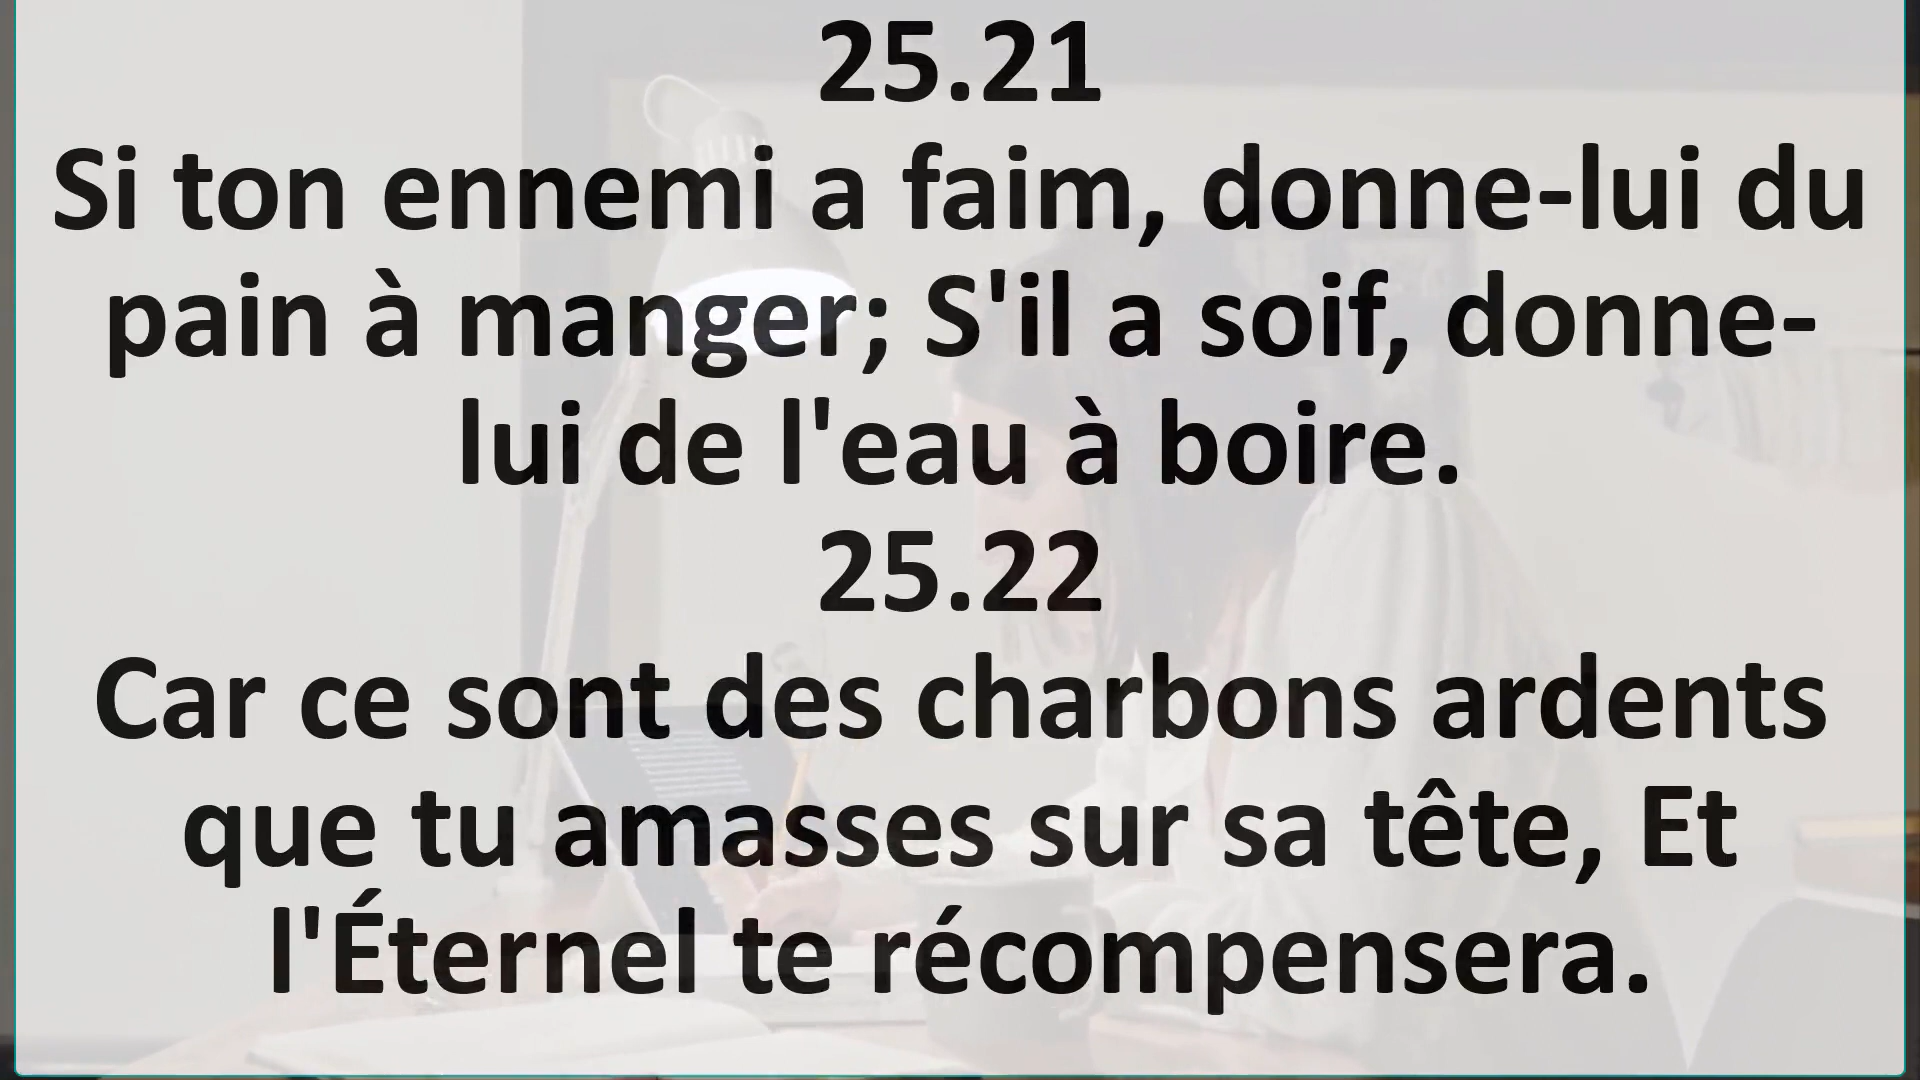 25.21
Si ton ennemi a faim, donne-lui du
pain à manger; S'il a soif, donne-
lui de l'eau à boire.
25.22
Car ce sont des charbons ardents
que tu amasses sur sa tête, Et
l'Éternel te récompensera.